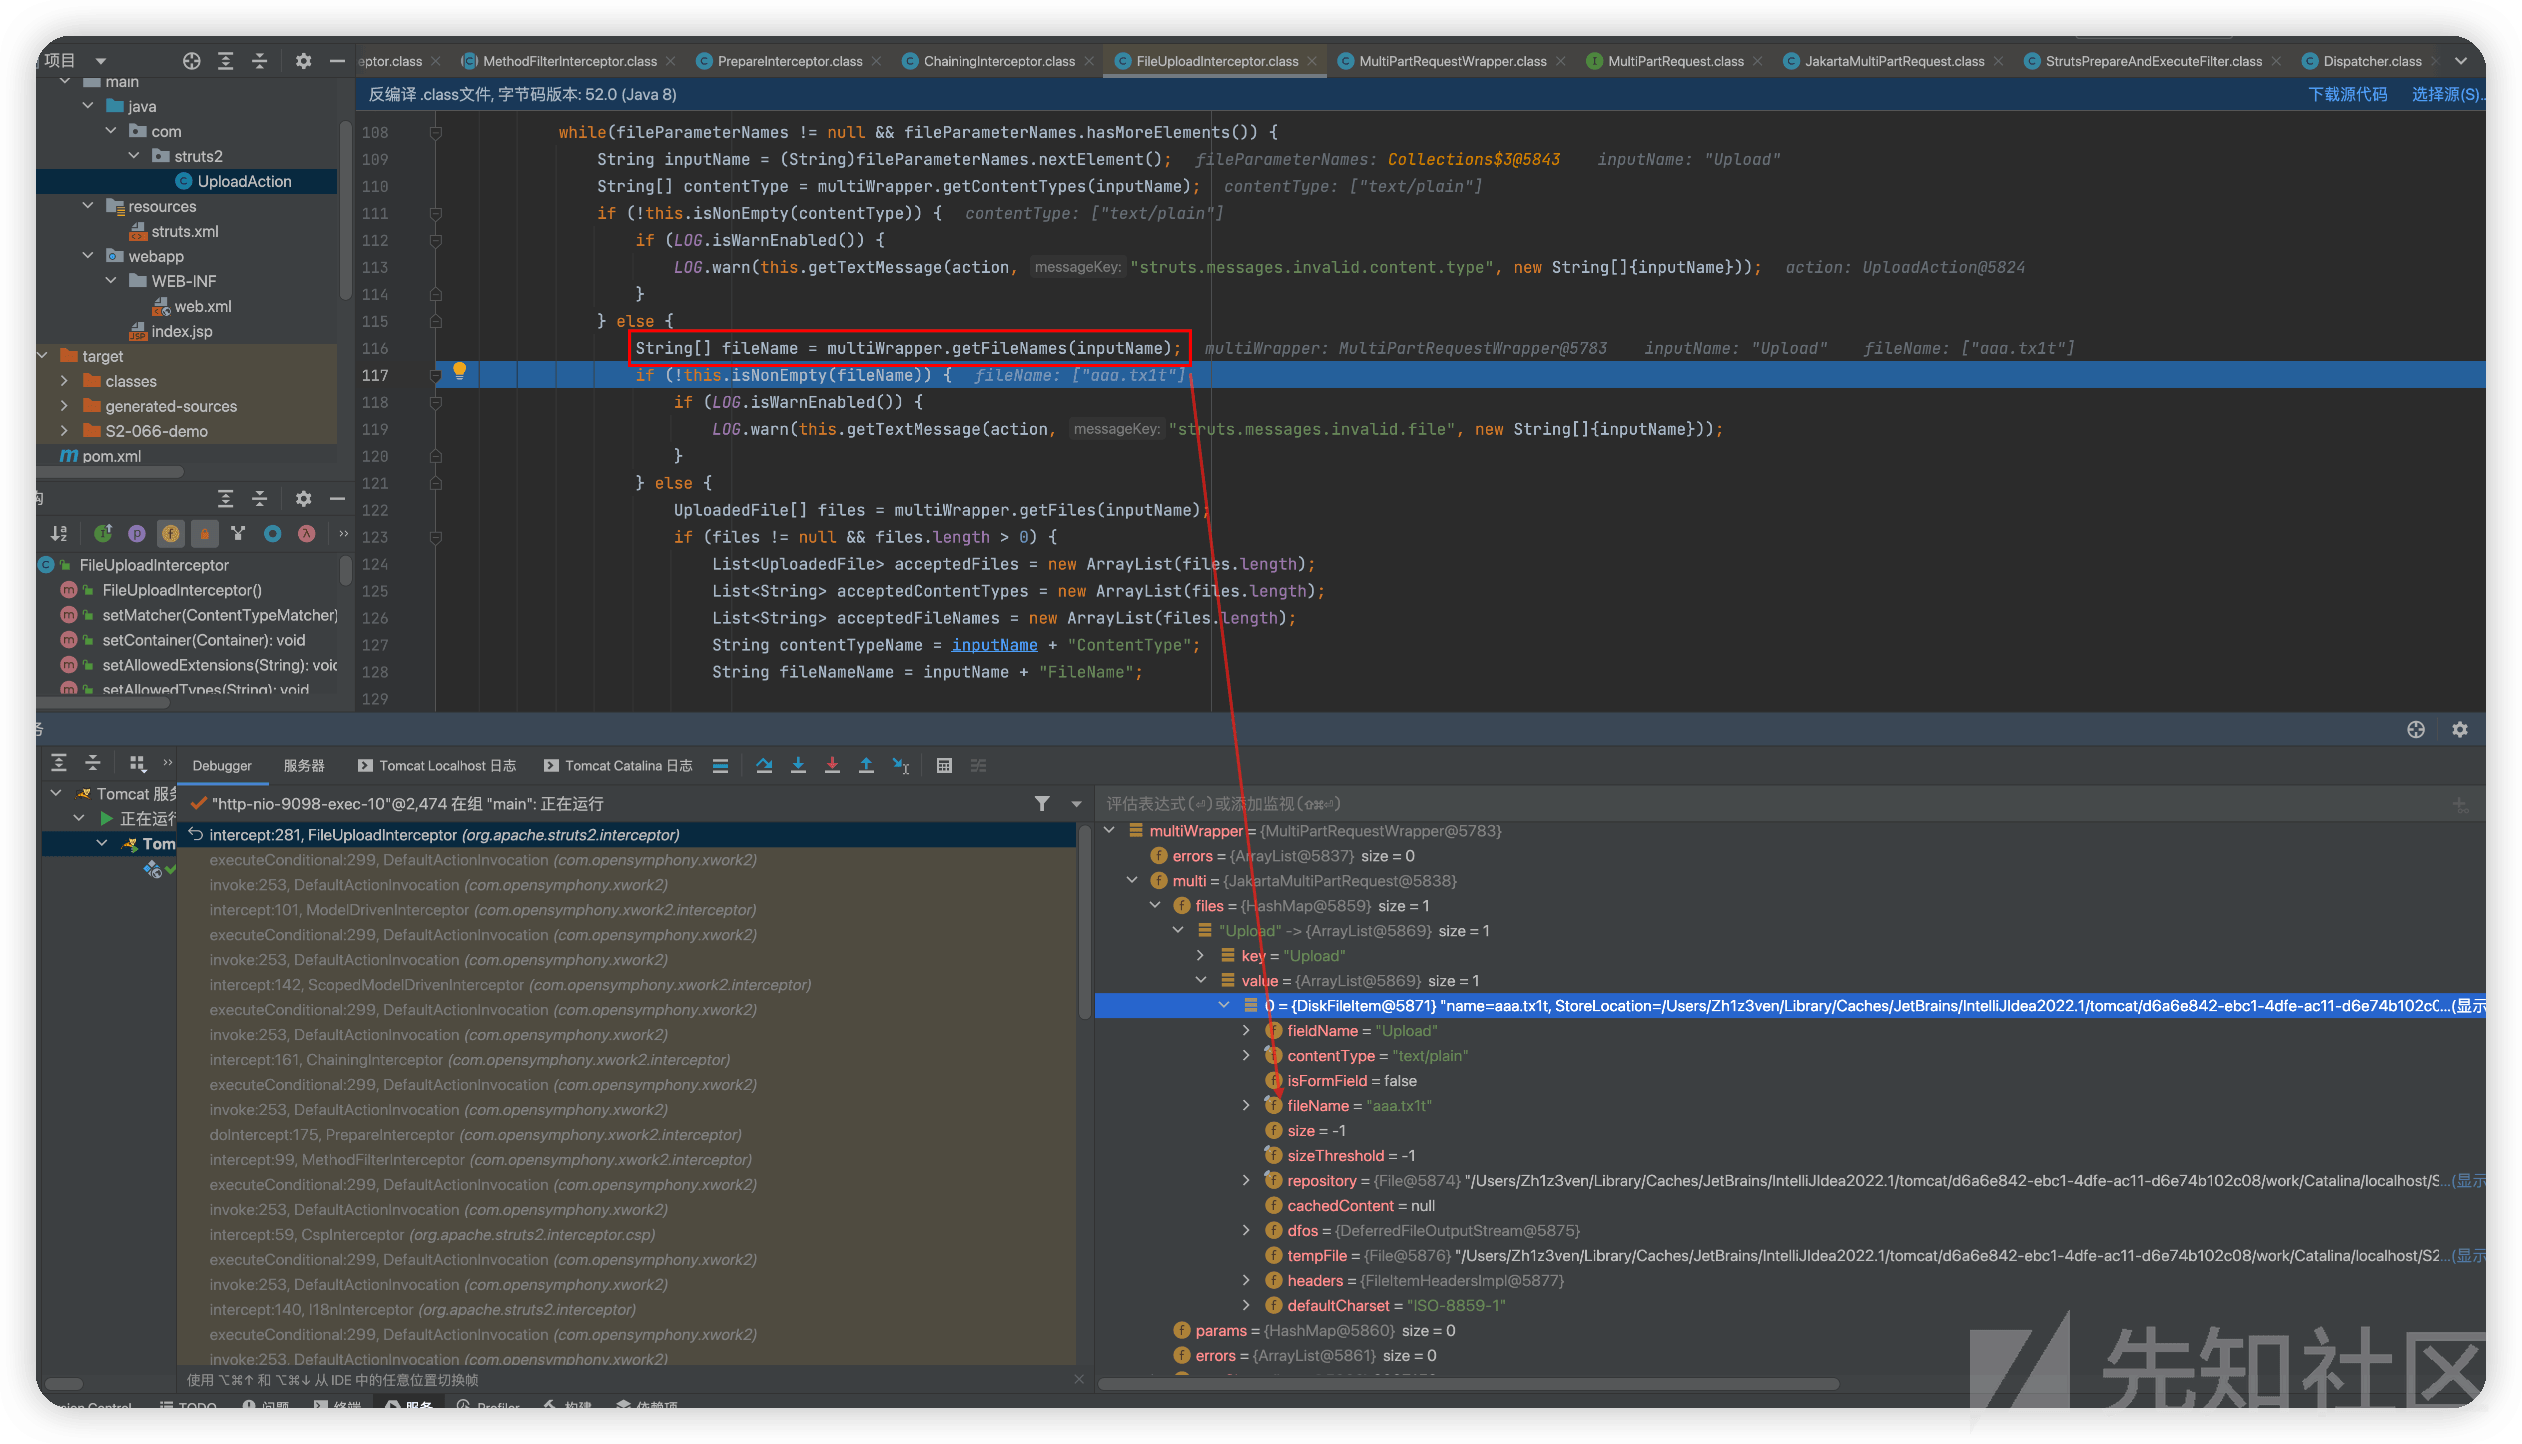 项目
eptor.class
MethodFilterInterceptor.class
PrepareInterceptor.class
ChainingInterceptor.class
FileUploadInterceptor.class
MultiPartRequestWrapper.class
MultiPartRequest.class
JakartaMultiPartRequest.class
StrutsPrepareAndExecuteFilter.class
Dispatcher.class
反编译 .class文件, 字节码版本: 52.0 (Java 8)
下载源代码
选择源(S)..
main
java
com
struts2
UploadAction
resources
struts.xml
webapp
WEB-INF
web.xml
index.jsp
target
classes
generated-sources
S2-066-demo
pom.xml
108 while(fileParameterNames != null && fileParameterNames.hasMoreElements()) {
109 String inputName = (String)fileParameterNames.nextElement(); fileParameterNames: Collections$3@5843 inputName: "Upload"
110 String[] contentType = multiWrapper.getContentTypes(inputName); contentType: ["text/plain"]
111 if (!this.isNonEmpty(contentType)) { contentType: ["text/plain"]
112 if (LOG.isWarnEnabled()) {
113 LOG.warn(this.getTextMessage(action, messageKey: "struts.messages.invalid.content.type", new String[]{inputName})); action: UploadAction@5824
114 }
115 } else {
116 String[] fileName = multiWrapper.getFileNames(inputName); multiWrapper: MultiPartRequestWrapper@5783 inputName: "Upload" fileName: ["aaa.tx1t"]
117 if (!this.isNonEmpty(fileName)) { fileName: ["aaa.tx1t"]
118 if (LOG.isWarnEnabled()) {
119 LOG.warn(this.getTextMessage(action, messageKey: "struts.messages.invalid.file", new String[]{inputName}));
120 }
121 } else {
122 UploadedFile[] files = multiWrapper.getFiles(inputName);
123 if (files != null && files.length > 0) {
124 List<UploadedFile> acceptedFiles = new ArrayList(files.length);
125 List<String> acceptedContentTypes = new ArrayList(files.length);
126 List<String> acceptedFileNames = new ArrayList(files.length);
127 String contentTypeName = inputName + "ContentType";
128 String fileNameName = inputName + "FileName";
129
FileUploadInterceptor
FileUploadInterceptor()
setMatcher(ContentTypeMatcher)
setContainer(Container): void
setAllowedExtensions(String): voic
setAllowedTypes(String): void
Debugger
服务器
Tomcat Localhost 日志
Tomcat Catalina 日志
Tomcat 服务
正在运行
Tom
"http-nio-9098-exec-10"@2,474 在组 "main": 正在运行
intercept:281, FileUploadInterceptor (org.apache.struts2.interceptor)
executeConditional:299, DefaultActionInvocation (com.opensymphony.xwork2)
invoke:253, DefaultActionInvocation (com.opensymphony.xwork2)
intercept:101, ModelDrivenInterceptor (com.opensymphony.xwork2.interceptor)
executeConditional:299, DefaultActionInvocation (com.opensymphony.xwork2)
invoke:253, DefaultActionInvocation (com.opensymphony.xwork2)
intercept:142, ScopedModelDrivenInterceptor (com.opensymphony.xwork2.interceptor)
executeConditional:299, DefaultActionInvocation (com.opensymphony.xwork2)
invoke:253, DefaultActionInvocation (com.opensymphony.xwork2)
intercept:161, ChainingInterceptor (com.opensymphony.xwork2.interceptor)
executeConditional:299, DefaultActionInvocation (com.opensymphony.xwork2)
invoke:253, DefaultActionInvocation (com.opensymphony.xwork2)
doIntercept:175, PrepareInterceptor (com.opensymphony.xwork2.interceptor)
intercept:99, MethodFilterInterceptor (com.opensymphony.xwork2.interceptor)
executeConditional:299, DefaultActionInvocation (com.opensymphony.xwork2)
invoke:253, DefaultActionInvocation (com.opensymphony.xwork2)
intercept:59, CspInterceptor (org.apache.struts2.interceptor.csp)
executeConditional:299, DefaultActionInvocation (com.opensymphony.xwork2)
invoke:253, DefaultActionInvocation (com.opensymphony.xwork2)
intercept:140, I18nInterceptor (org.apache.struts2.interceptor)
executeConditional:299, DefaultActionInvocation (com.opensymphony.xwork2)
invoke:253, DefaultActionInvocation (com.opensymphony.xwork2)
使用 ⌥⌘↑ 和 ⌥⌘↓ 从 IDE 中的任意位置切换帧
评估表达式(⏎)或添加监视(⇧⌘⏎)
multiWrapper = {MultiPartRequestWrapper@5783}
errors = {ArrayList@5837} size = 0
multi = {JakartaMultiPartRequest@5838}
files = {HashMap@5859} size = 1
"Upload" -> {ArrayList@5869} size = 1
key = "Upload"
value = {ArrayList@5869} size = 1
0 = {DiskFileItem@5871} "name=aaa.tx1t, StoreLocation=/Users/Zh1z3ven/Library/Caches/JetBrains/IntelliJIdea2022.1/tomcat/d6a6e842-ebc1-4dfe-ac11-d6e74b102c0...(显示
fieldName = "Upload"
contentType = "text/plain"
isFormField = false
fileName = "aaa.tx1t"
size = -1
sizeThreshold = -1
repository = {File@5874} "/Users/Zh1z3ven/Library/Caches/JetBrains/IntelliJIdea2022.1/tomcat/d6a6e842-ebc1-4dfe-ac11-d6e74b102c08/work/Catalina/localhost/S...(显示
cachedContent = null
dfos = {DeferredFileOutputStream@5875}
tempFile = {File@5876} "/Users/Zh1z3ven/Library/Caches/JetBrains/IntelliJIdea2022.1/tomcat/d6a6e842-ebc1-4dfe-ac11-d6e74b102c08/work/Catalina/localhost/S2...(显示
headers = {FileItemHeadersImpl@5877}
defaultCharset = "ISO-8859-1"
params = {HashMap@5860} size = 0
errors = {ArrayList@5861} size = 0
TODO
问题
终端
服务
Profiler
构建
依赖项
先知社区